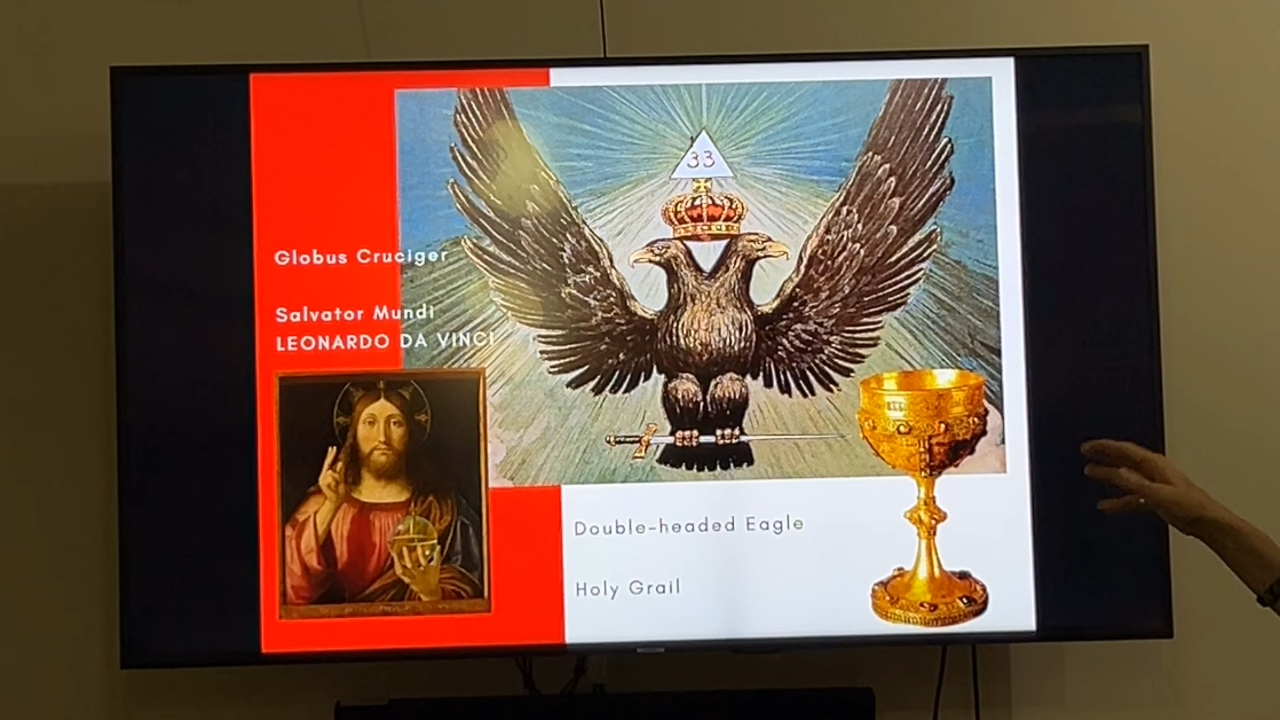 33
Globus Cruciger
Salvator Mundi
LEONARDO DA VINCI
Double-headed Eagle
Holy Grail